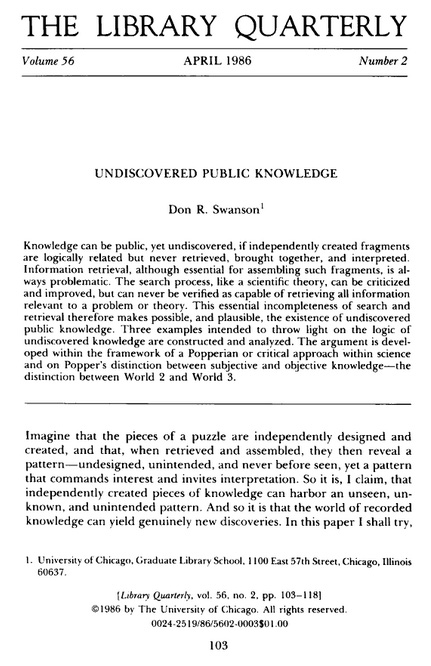 THE LIBRARY QUARTERLY
Volume 56 APRIL 1986 Number 2
UNDISCOVERED PUBLIC KNOWLEDGE
Don R. Swanson1
Knowledge can be public, yet undiscovered, if independently created fragments
are logically related but never retrieved, brought together, and interpreted.
Information retrieval, although essential for assembling such fragments, is al-
ways problematic. The search process, like a scientific theory, can be criticized
and improved, but can never be verified as capable of retrieving all information
relevant to a problem or theory. This essential incompleteness of search and
retrieval therefore makes possible, and plausible, the existence of undiscovered
public knowledge. Three examples intended to throw light on the logic of
undiscovered knowledge are constructed and analyzed. The argument is devel-
oped within the framework of a Popperian or critical approach within science
and on Popper's distinction between subjective and objective knowledge—the
distinction between World 2 and World 3.
Imagine that the pieces of a puzzle are independently designed and
created, and that, when retrieved and assembled, they then reveal a
pattern—undesigned, unintended, and never before seen, yet a pattern
that commands interest and invites interpretation. So it is, I claim, that
independently created pieces of knowledge can harbor an unseen, un-
known, and unintended pattern. And so it is that the world of recorded
knowledge can yield genuinely new discoveries. In this paper I shall try,
1. University of Chicago, Graduate Library School, 1100 East 57th Street, Chicago, Illinois
60637.
[Library Quarterly, vol. 56, no. 2, pp. 103–118]
©1986 by The University of Chicago. All rights reserved.
0024-2519/86/5602-0003$01.00
103